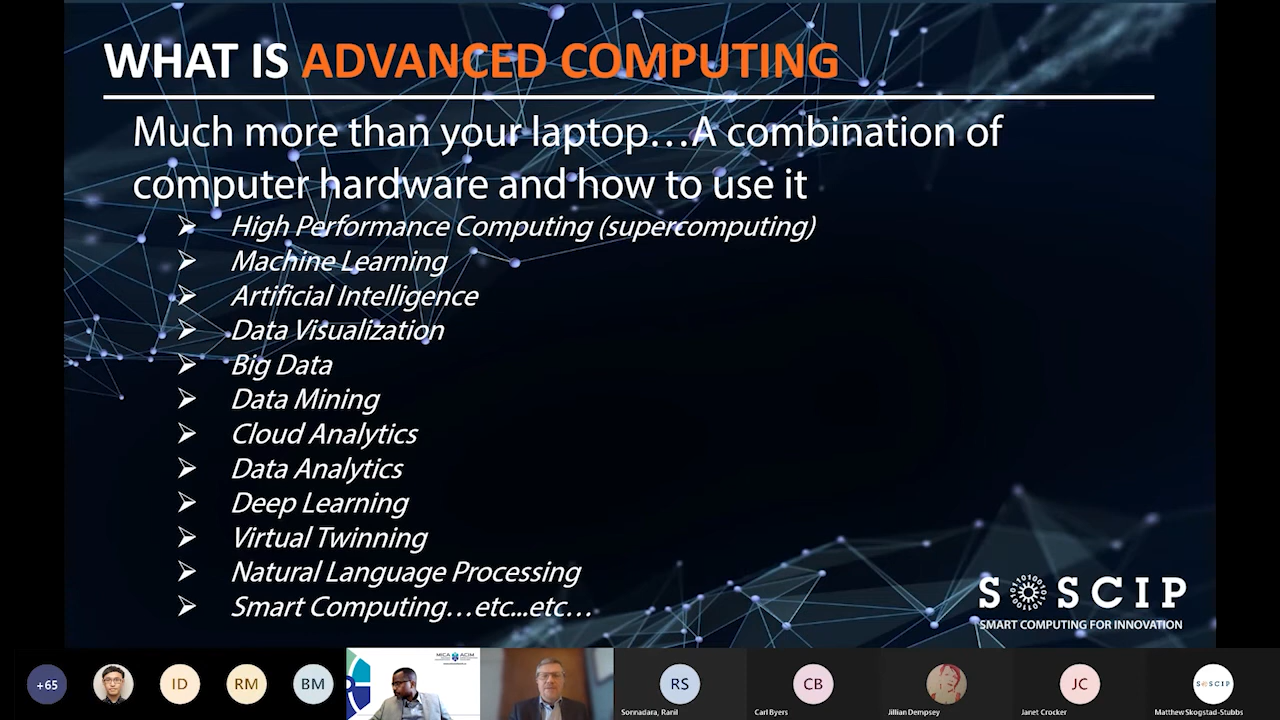 WHAT IS ADVANCED COMPUTING
Much more than your laptop…A combination of
computer hardware and how to use it
High Performance Computing (supercomputing)
Machine Learning
Artificial Intelligence
Data Visualization
Big Data
Data Mining
Cloud Analytics
Data Analytics
Deep Learning
Virtual Twinning
Natural Language Processing
Smart Computing…etc...etc…
SOSCIP
SMART COMPUTING FOR INNOVATION
+65
ID
RM
BM
MICA ACIM
RS
Sonnadara, Ranil
CB
Carl Byers
Jillian Dempsey
JC
Janet Crocker
SOSCIP
Matthew Skogstad-Stubbs